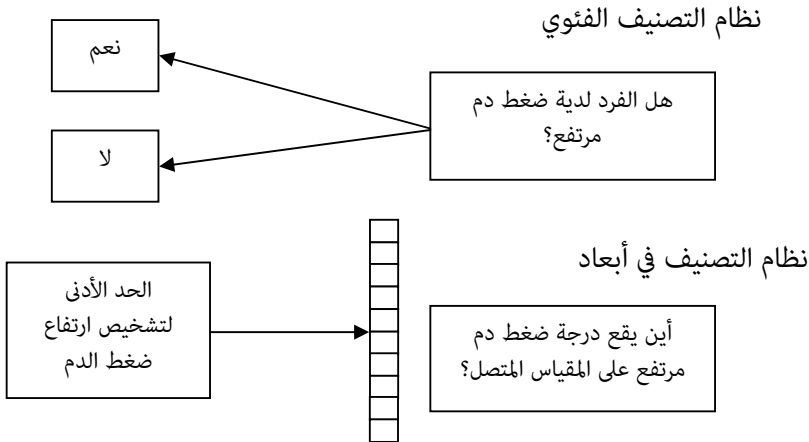 نظام التصنيف الفئوي
هل الفرد لدية ضغط دم
مرتفع؟
نعم
لا
نظام التصنيف في أبعاد
أين يقع درجة ضغط دم
مرتفع على المقياس المتصل؟
الحد الأدنى
لتشخيص ارتفاع
ضغط الدم